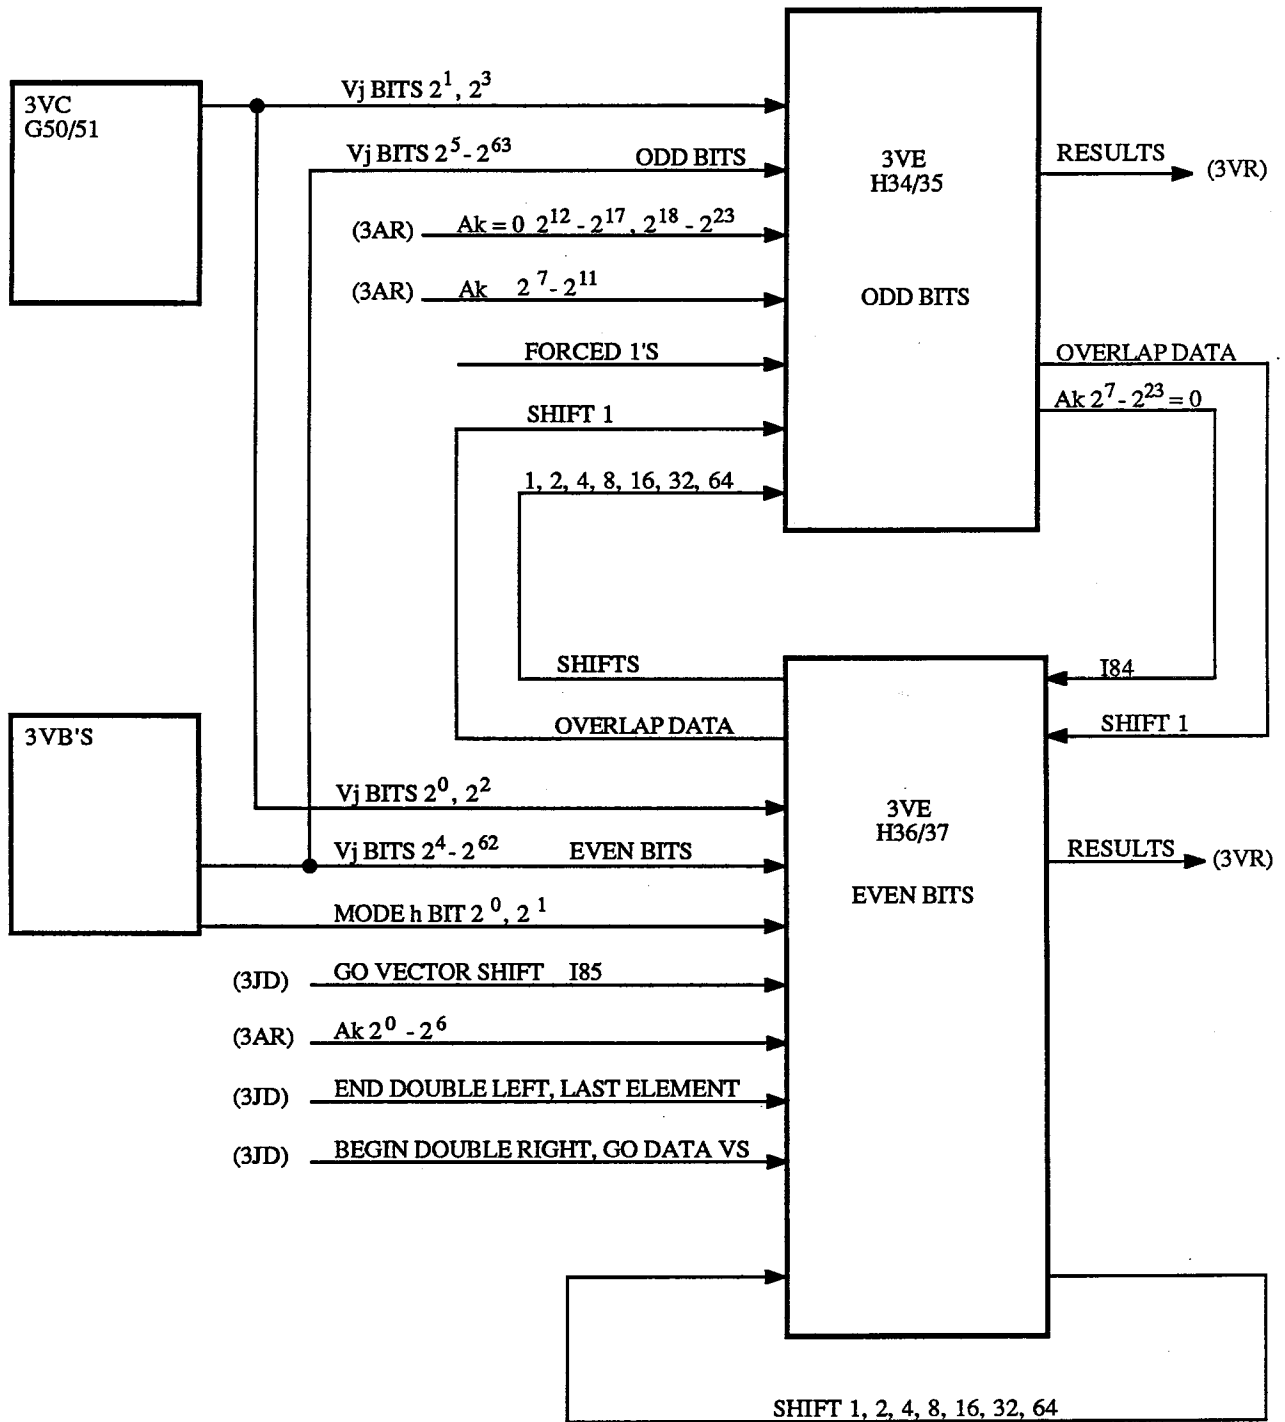 3VC
G50/51
Vj BITS 2^1, 2^3
Vj BITS 2^5 - 2^63 ODD BITS
(3AR) Ak = 0 2^12 - 2^17, 2^18 - 2^23
(3AR) Ak 2^7 - 2^11
FORCED 1'S
SHIFT 1
1, 2, 4, 8, 16, 32, 64
3VE
H34/35
ODD BITS
RESULTS (3VR)
OVERLAP DATA
Ak 2^7 - 2^23 = 0
SHIFTS
OVERLAP DATA
I84
SHIFT 1
3VB'S
Vj BITS 2^0, 2^2
Vj BITS 2^4 - 2^62 EVEN BITS
MODE h BIT 2^0, 2^1
(3JD) GO VECTOR SHIFT I85
(3AR) Ak 2^0 - 2^6
(3JD) END DOUBLE LEFT, LAST ELEMENT
(3JD) BEGIN DOUBLE RIGHT, GO DATA VS
3VE
H36/37
EVEN BITS
RESULTS (3VR)
SHIFT 1, 2, 4, 8, 16, 32, 64